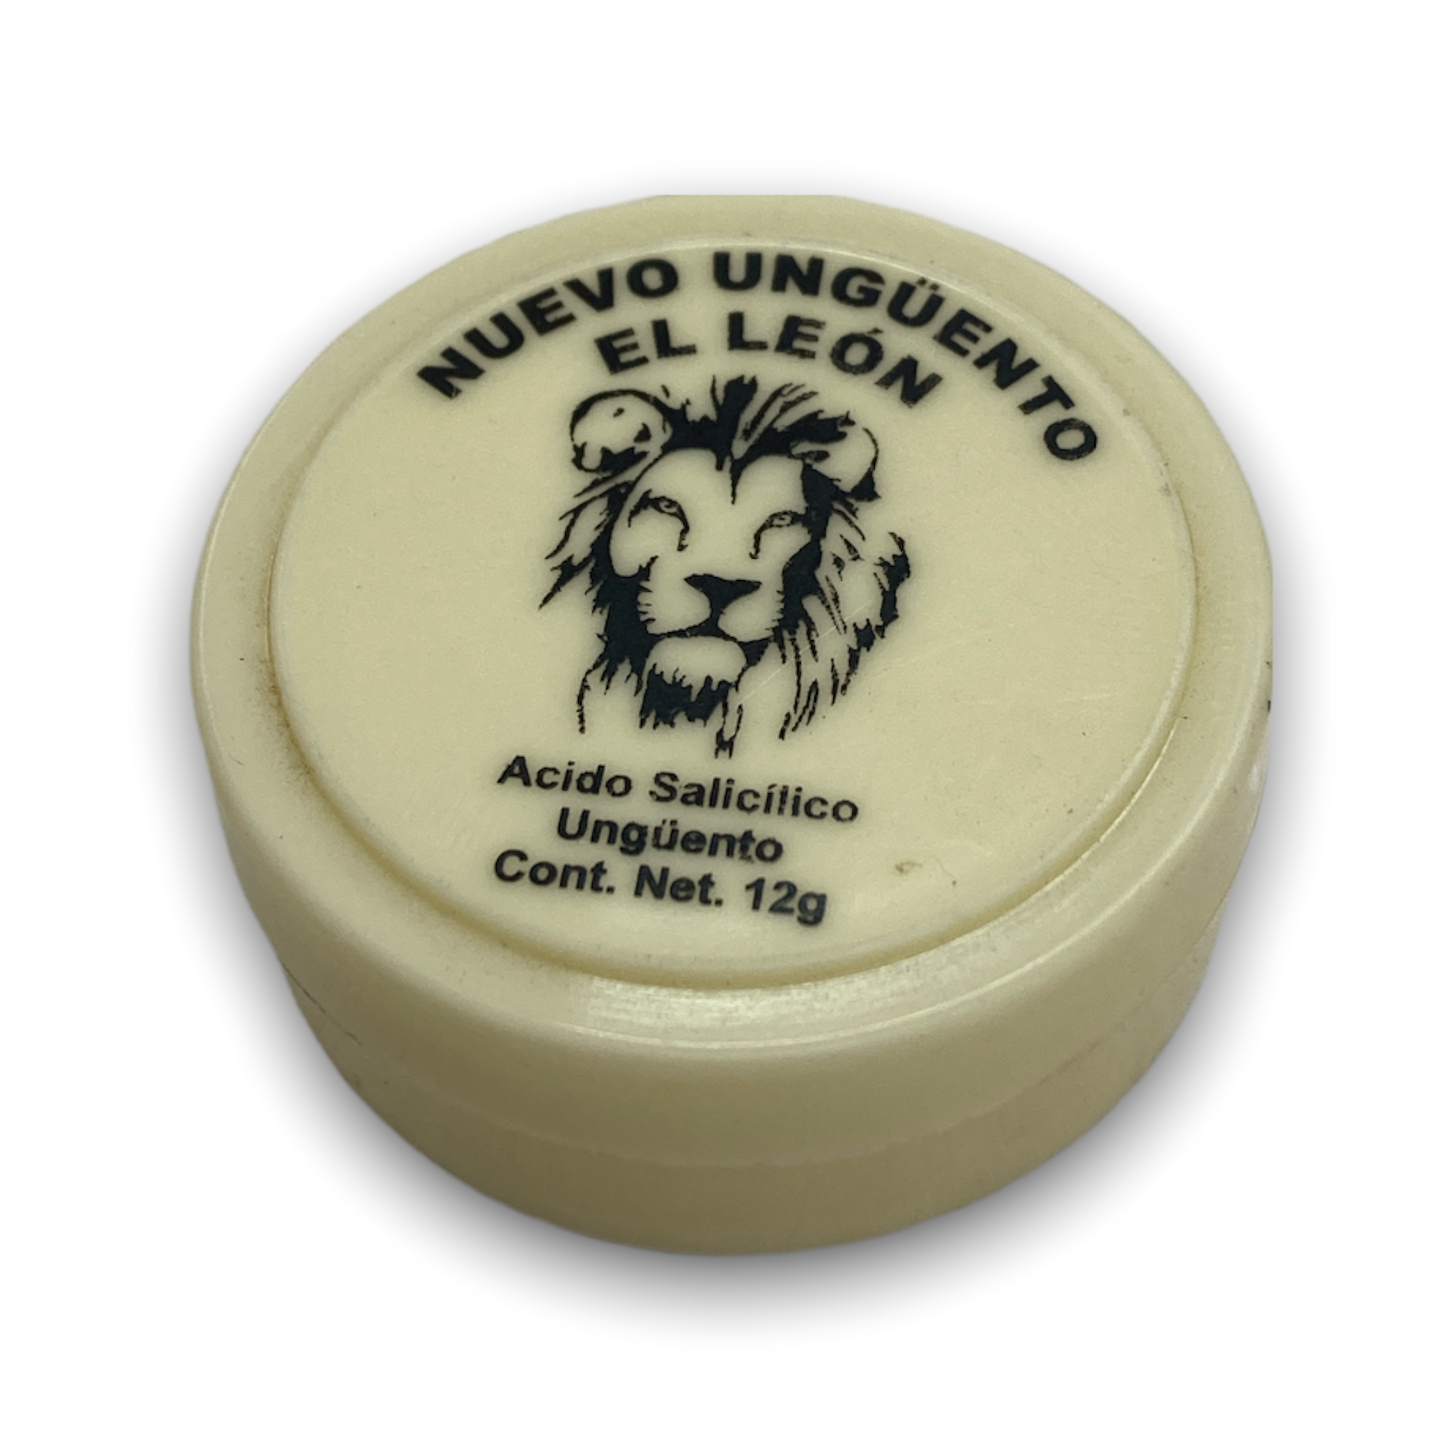 NUEVO UNGÜENTO
EL LEÓN
Acido Salicílico
Ungüento
Cont. Net. 12g